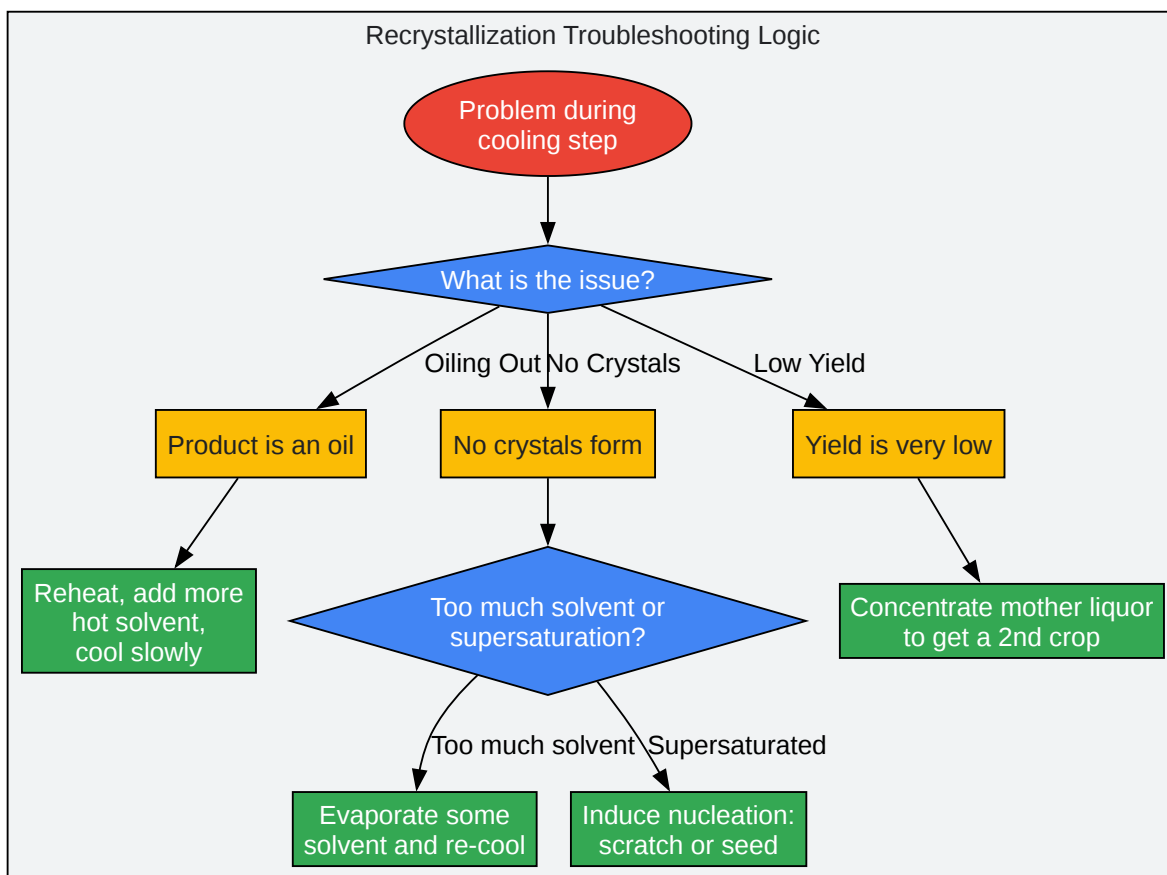 Recrystallization Troubleshooting Logic
Problem during
cooling step
What is the issue?
Oiling Out
No Crystals
Low Yield
Product is an oil
No crystals form
Yield is very low
Reheat, add more
hot solvent,
cool slowly
Too much solvent or
supersaturation?
Concentrate mother liquor
to get a 2nd crop
Too much solvent
Supersaturated
Evaporate some
solvent and re-cool
Induce nucleation:
scratch or seed